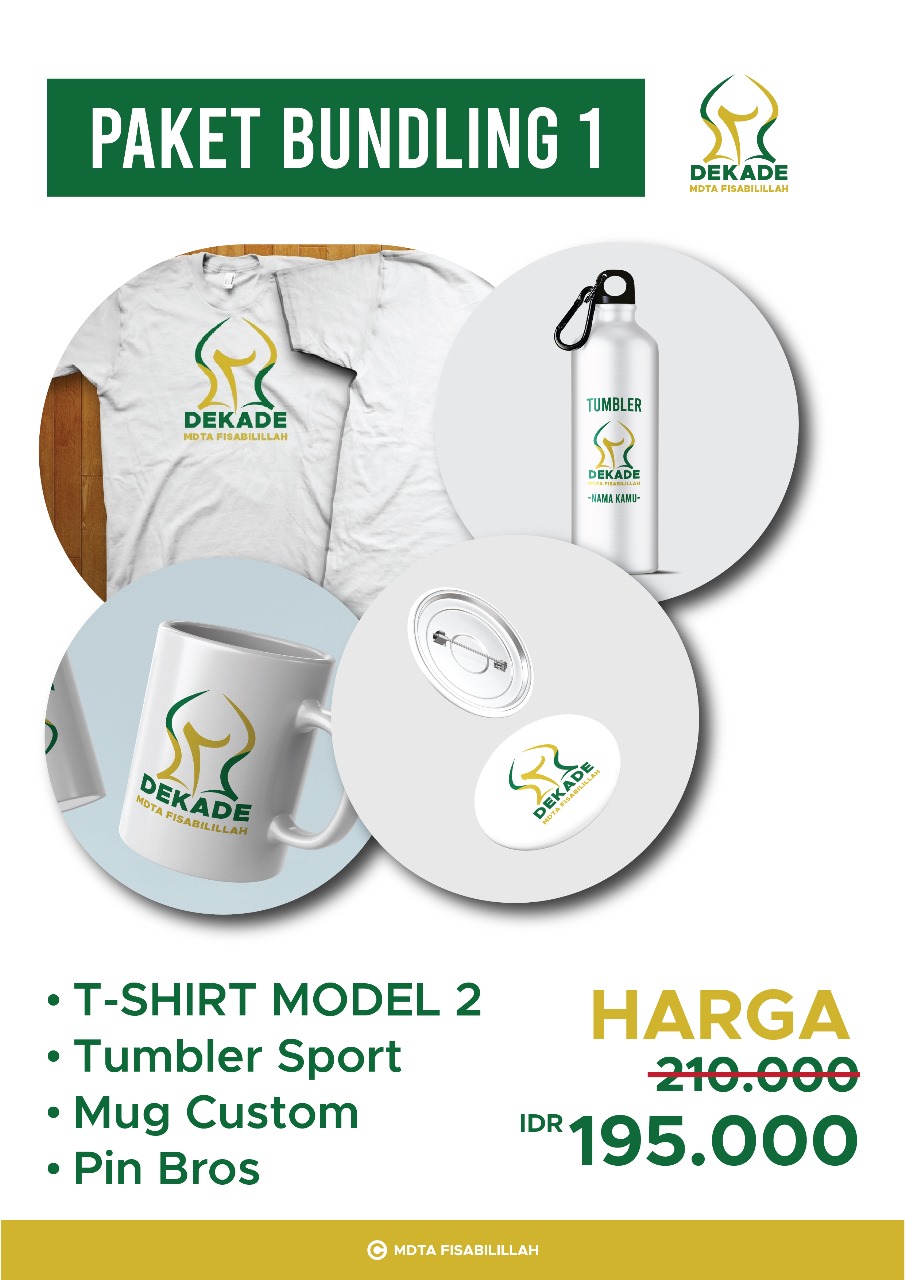 PAKET BUNDLING 1
DEKADE
MDTA FISABILILLAH
DEKADE
MDTA FISABILILLAH
TUMBLER
DEKADE
MDTA FISABILILLAH
-NAMA KAMU-
DEKADE
MDTA FISABILILLAH
DEKADE
MDTA FISABILILLAH
• T-SHIRT MODEL 2
• Tumbler Sport
• Mug Custom
• Pin Bros
HARGA
210.000
IDR 195.000
© MDTA FISABILILLAH